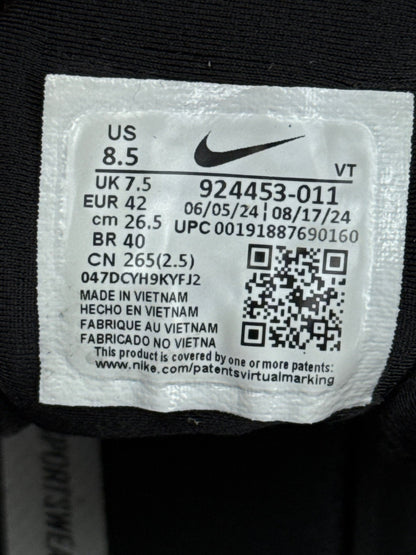 US
8.5
VT
UK 7.5
924453-011
EUR 42
06/05/24 | 08/17/24
cm 26.5
UPC 00191887690160
BR 40
CN 265(2.5)
047DCYH9KYFJ2
MADE IN VIETNAM
HECHO EN VIETNAM
FABRIQUE AU VIETNAM
FABRICADO NO VIETNA
This product is covered by one or more patents:
www.nike.com/patentsvirtualmarking
PORTSWEA